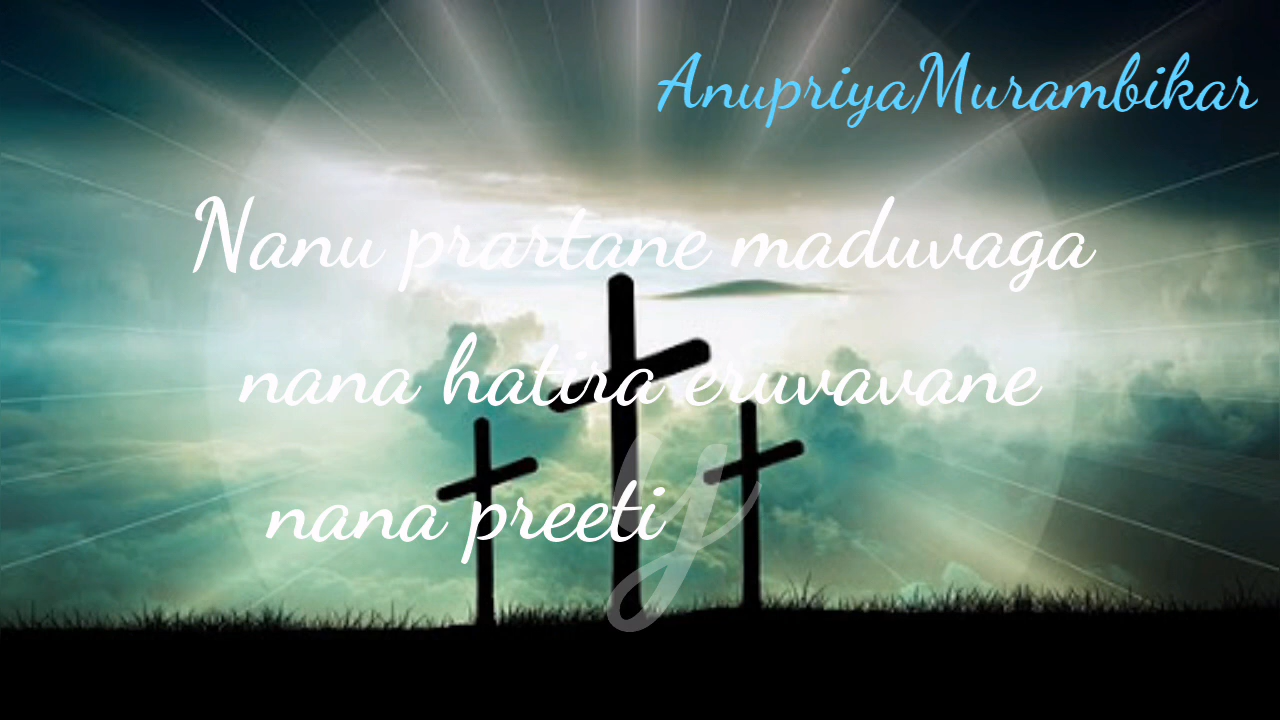 AnupriyaMurambikar
Nanu prartane maduvaga
nana hatira eruvavane
nana preeti
y